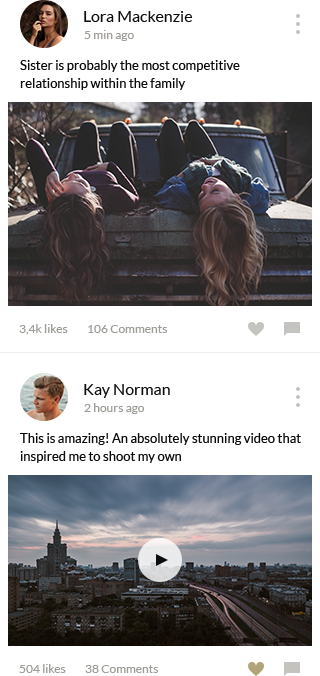 Lora Mackenzie
5 min ago
Sister is probably the most competitive
relationship within the family
3,4k likes 106 Comments
Kay Norman
2 hours ago
This is amazing! An absolutely stunning video that
inspired me to shoot my own
504 likes 38 Comments